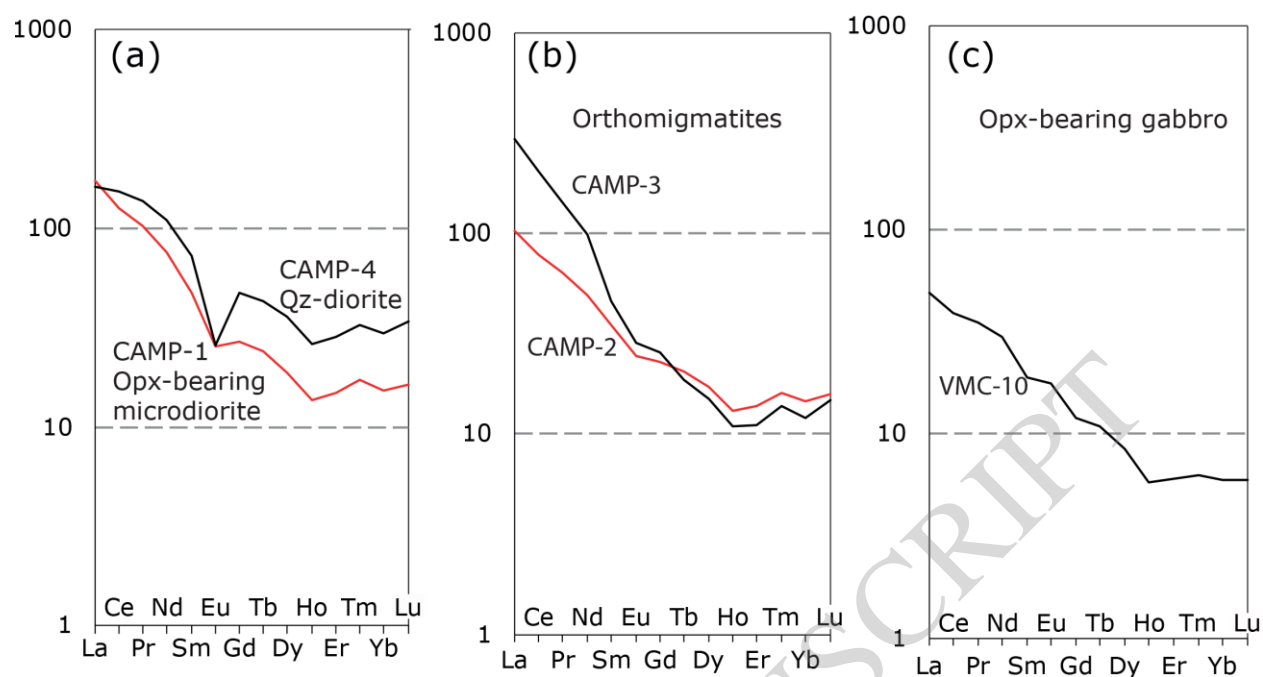 (a)
1000
100
10
1
CAMP-4
Qz-diorite
CAMP-1
Opx-bearing
microdiorite
Ce Nd Eu Tb Ho Tm Lu
La Pr Sm Gd Dy Er Yb
(b)
1000
100
10
1
Orthomigmatites
CAMP-3
CAMP-2
Ce Nd Sm Gd Tb Ho Tm Lu
La Pr Eu Dy Er Yb
(c)
1000
100
10
1
Opx-bearing gabbro
VMC-10
Ce Nd Eu Tb Ho Tm Lu
La Pr Sm Gd Dy Er Yb
NSCRIPT